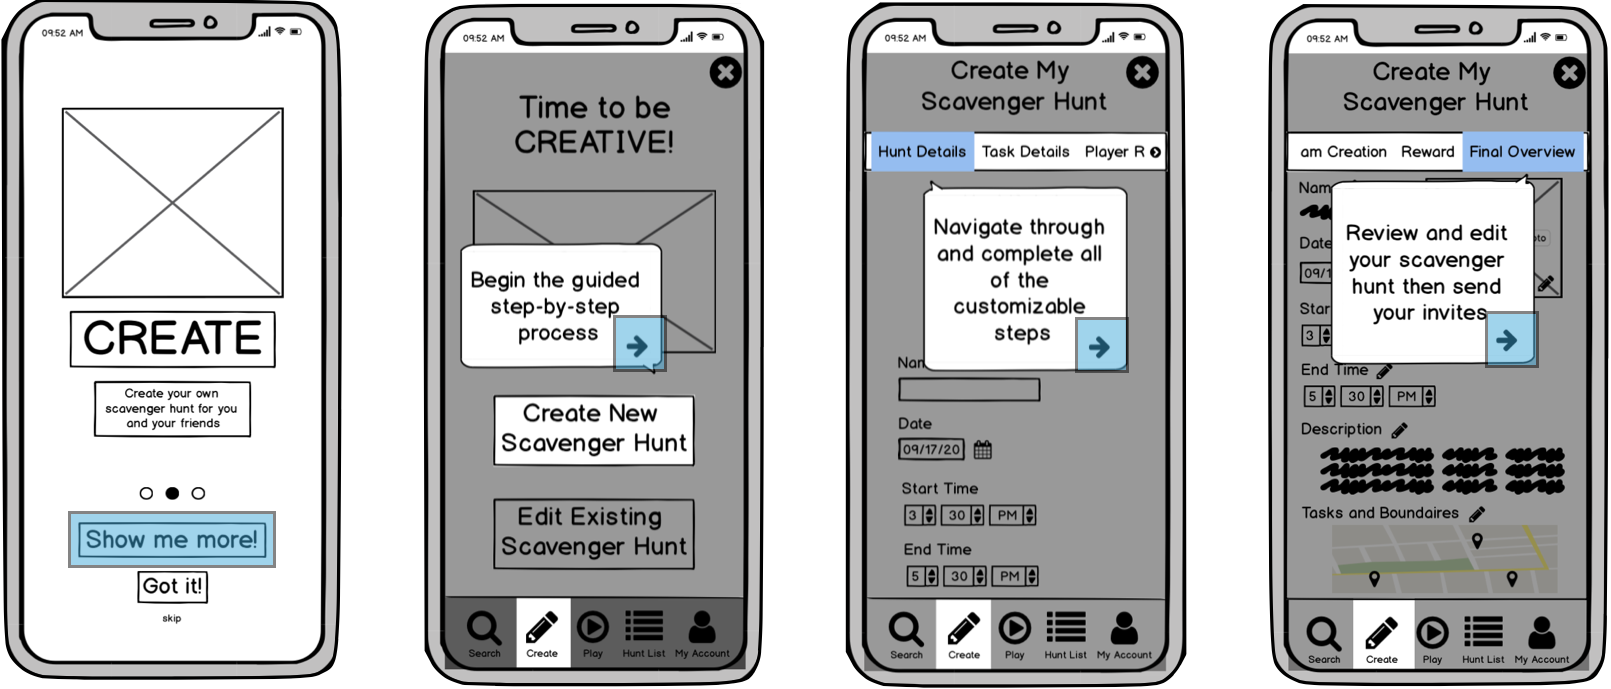 09:52 AM
CREATE
Create your own
scavenger hunt for you
and your friends
Show me more!
Got it!
skip
09:52 AM
Time to be
CREATIVE!
Begin the guided
step-by-step
process
Create New
Scavenger Hunt
Edit Existing
Scavenger Hunt
Search Create Play Hunt List My Account
09:52 AM
Create My
Scavenger Hunt
Hunt Details Task Details Player R
Navigate through
and complete all
of the
customizable
steps
Nam
Date
09/17/20
Start Time
3 30 PM
End Time
5 30 PM
Search Create Play Hunt List My Account
09:52 AM
Create My
Scavenger Hunt
am Creation Reward Final Overview
Nam
Review and edit
your scavenger
hunt then send
your invites
oto
Date
09/1
Star
3
End Time
5 30 PM
Description
Tasks and Boundaires
Search Create Play Hunt List My Account